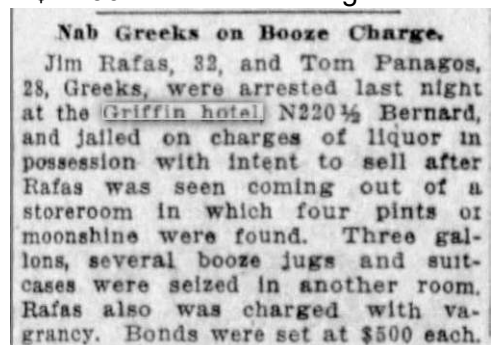 Nab Greeks on Booze Charge.
Jim Rafas, 32, and Tom Panagos,
28, Greeks, were arrested last night
at the Griffin hotel N220½ Bernard,
and jailed on charges of liquor in
possession with intent to sell after
Rafas was seen coming out of a
storeroom in which four pints or
moonshine were found. Three gal-
lons, several booze jugs and suit-
cases were seized in another room.
Rafas also was charged with va-
grancy. Bonds were set at $500 each.